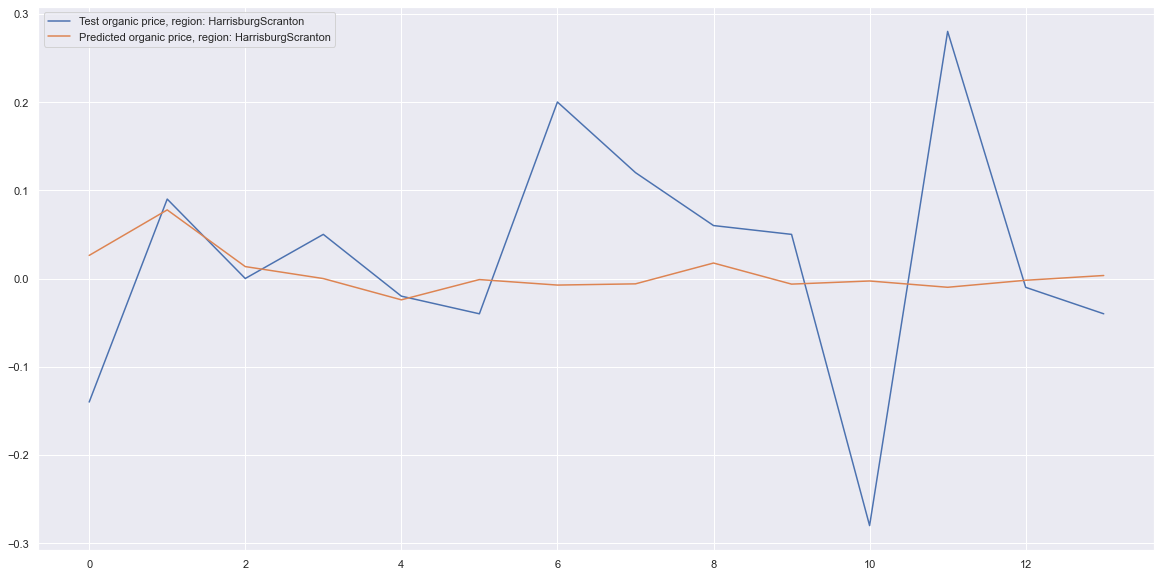 Test organic price, region: HarrisburgScranton
Predicted organic price, region: HarrisburgScranton
0.3
0.2
0.1
0.0
−0.1
−0.2
−0.3
0 2 4 6 8 10 12